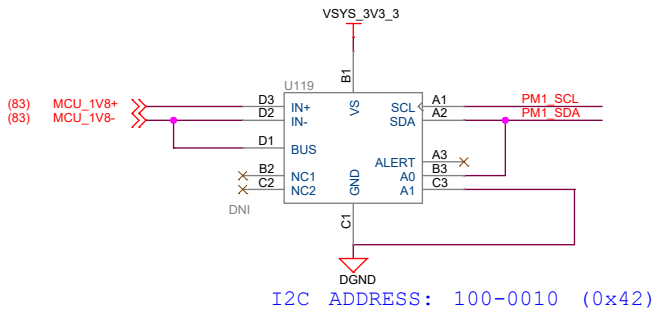 VSYS_3V3_3
U119
B1
(83) MCU_1V8+ D3 IN+ VS SCL A1 PM1_SCL
(83) MCU_1V8- D2 IN- SDA A2 PM1_SDA
D1 BUS
ALERT A3
B2 NC1 A0 B3
C2 NC2 GND A1 C3
DNI
C1
DGND
I2C ADDRESS: 100-0010 (0x42)